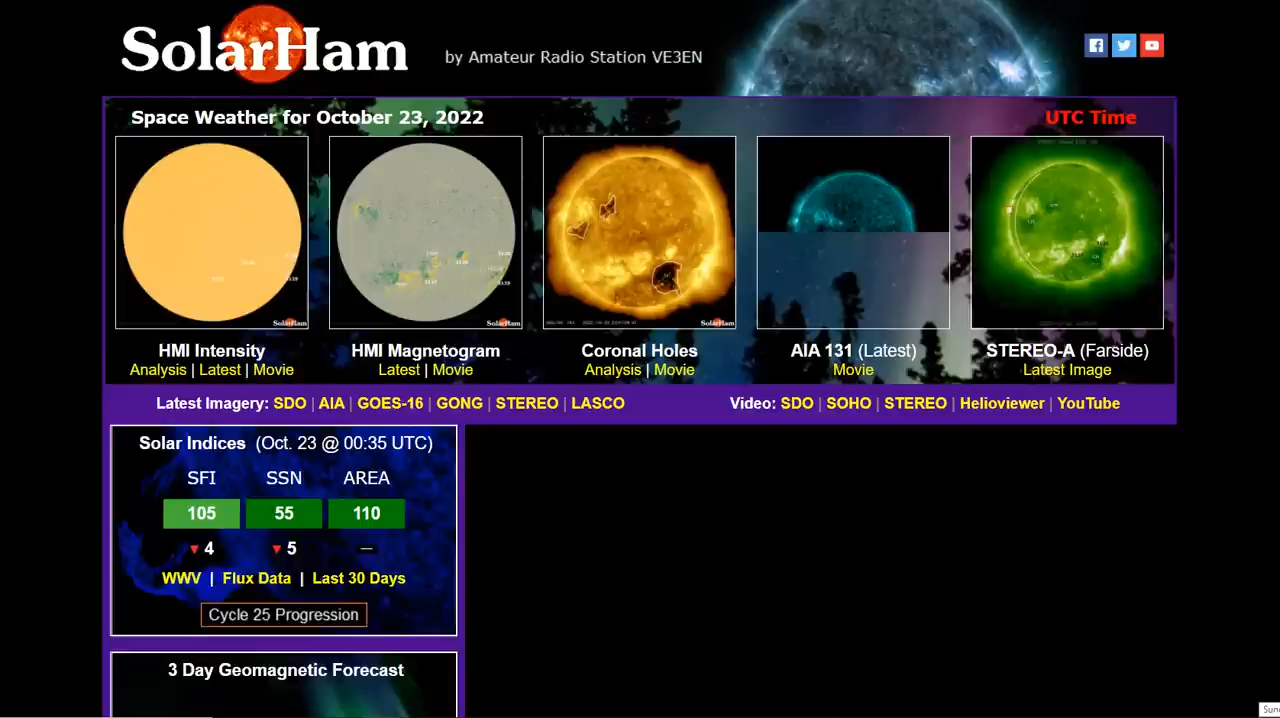 SolarHam
by Amateur Radio Station VE3EN
Space Weather for October 23, 2022
UTC Time
SolarHam
SolarHam
SolarHam
HMI Intensity
Analysis | Latest | Movie
HMI Magnetogram
Latest | Movie
Coronal Holes
Analysis | Movie
AIA 131 (Latest)
Movie
STEREO-A (Farside)
Latest Image
Latest Imagery: SDO | AIA | GOES-16 | GONG | STEREO | LASCO
Video: SDO | SOHO | STEREO | Helioviewer | YouTube
Solar Indices (Oct. 23 @ 00:35 UTC)
SFI SSN AREA
105 55 110
▼ 4 ▼ 5 —
WWV | Flux Data | Last 30 Days
Cycle 25 Progression
3 Day Geomagnetic Forecast